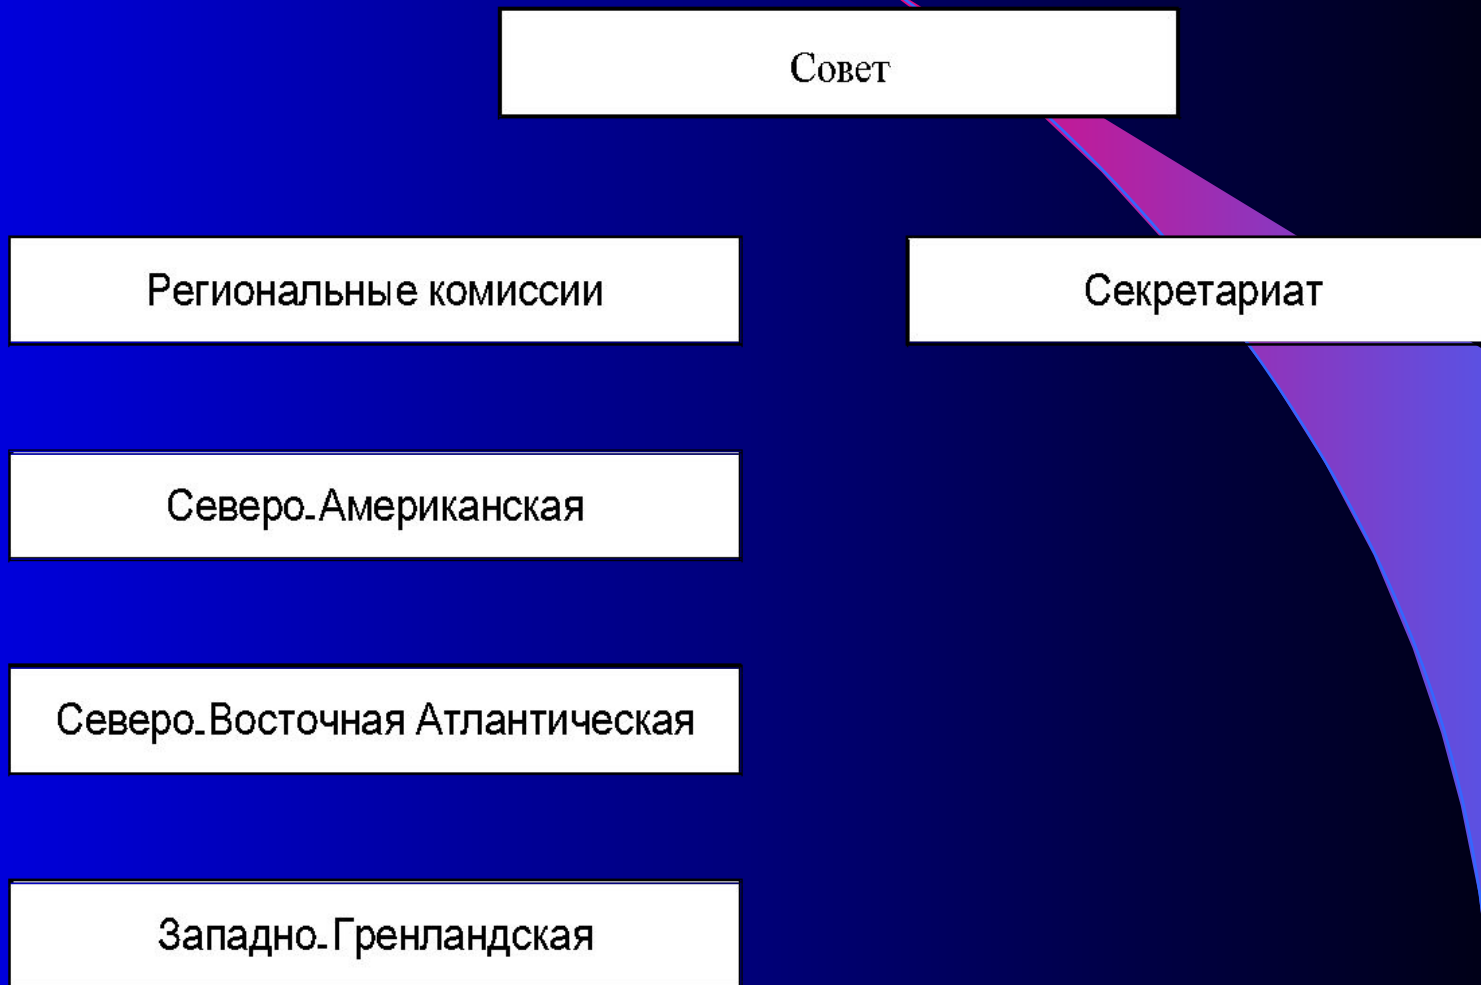 Совет
Региональные комиссии
Секретариат
Северо-Американская
Северо-Восточная Атлантическая
Западно-Гренландская